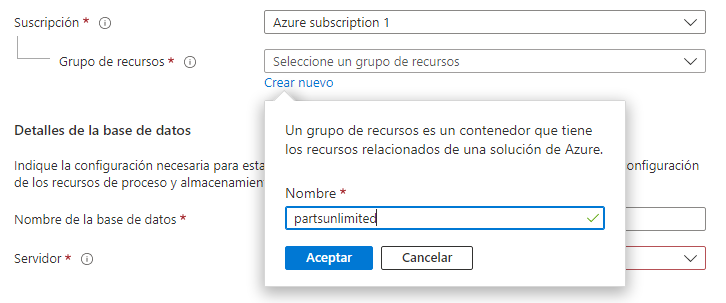 Suscripción *
Azure subscription 1
Grupo de recursos *
Seleccione un grupo de recursos
Crear nuevo
Un grupo de recursos es un contenedor que tiene
los recursos relacionados de una solución de Azure.
Nombre *
partsunlimited
Aceptar
Cancelar
Detalles de la base de datos
Indique la configuración necesaria para esta
onfiguración
de los recursos de proceso y almacenamien
Nombre de la base de datos *
Servidor *